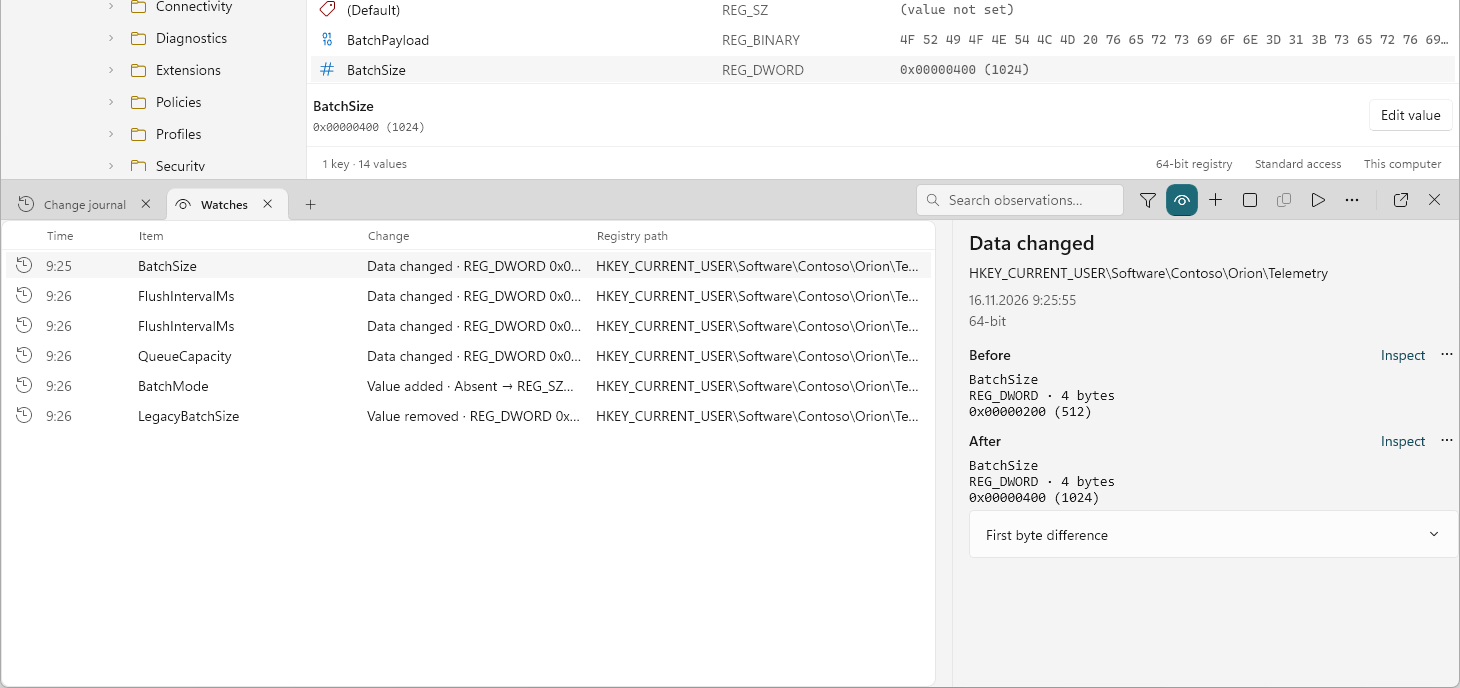 Connectivity
Diagnostics
Extensions
Policies
Profiles
Security
(Default) REG_SZ (value not set)
BatchPayload REG_BINARY 4F 52 49 4F 4E 54 4C 4D 20 76 65 72 73 69 6F 6E 3D 31 3B 73 65 72 76 69…
BatchSize REG_DWORD 0x00000400 (1024)
BatchSize
0x00000400 (1024)
Edit value
1 key · 14 values 64-bit registry Standard access This computer
Change journal Watches Search observations...
Time Item Change Registry path
9:25 BatchSize Data changed · REG_DWORD 0x0… HKEY_CURRENT_USER\Software\Contoso\Orion\Te…
9:26 FlushIntervalMs Data changed · REG_DWORD 0x0… HKEY_CURRENT_USER\Software\Contoso\Orion\Te…
9:26 FlushIntervalMs Data changed · REG_DWORD 0x0… HKEY_CURRENT_USER\Software\Contoso\Orion\Te…
9:26 QueueCapacity Data changed · REG_DWORD 0x0… HKEY_CURRENT_USER\Software\Contoso\Orion\Te…
9:26 BatchMode Value added · Absent → REG_SZ… HKEY_CURRENT_USER\Software\Contoso\Orion\Te…
9:26 LegacyBatchSize Value removed · REG_DWORD 0x… HKEY_CURRENT_USER\Software\Contoso\Orion\Te…
Data changed
HKEY_CURRENT_USER\Software\Contoso\Orion\Telemetry
16.11.2026 9:25:55
64-bit
Before Inspect
BatchSize
REG_DWORD · 4 bytes
0x00000200 (512)
After Inspect
BatchSize
REG_DWORD · 4 bytes
0x00000400 (1024)
First byte difference